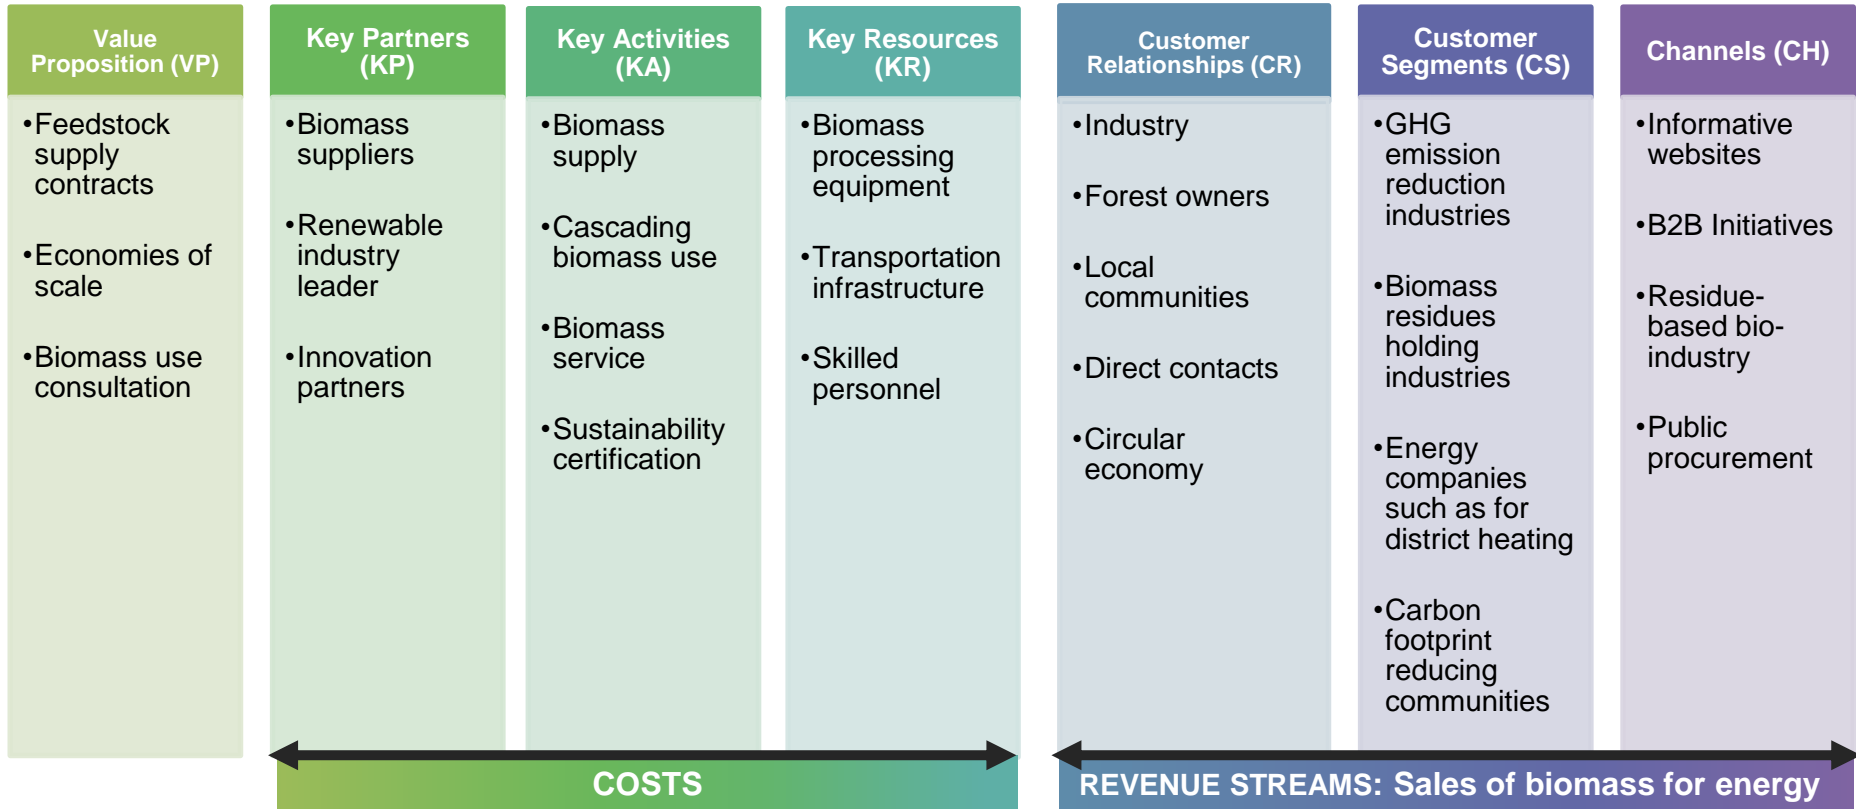 Value
Proposition (VP)
•Feedstock
supply
contracts
•Economies of
scale
•Biomass use
consultation
Key Partners
(KP)
•Biomass
suppliers
•Renewable
industry
leader
•Innovation
partners
Key Activities
(KA)
•Biomass
supply
•Cascading
biomass use
•Biomass
service
•Sustainability
certification
Key Resources
(KR)
•Biomass
processing
equipment
•Transportation
infrastructure
•Skilled
personnel
COSTS
Customer
Relationships (CR)
•Industry
•Forest owners
•Local
communities
•Direct contacts
•Circular
economy
Customer
Segments (CS)
•GHG
emission
reduction
industries
•Biomass
residues
holding
industries
•Energy
companies
such as for
district heating
•Carbon
footprint
reducing
communities
Channels (CH)
•Informative
websites
•B2B Initiatives
•Residue-
based bio-
industry
•Public
procurement
REVENUE STREAMS: Sales of biomass for energy